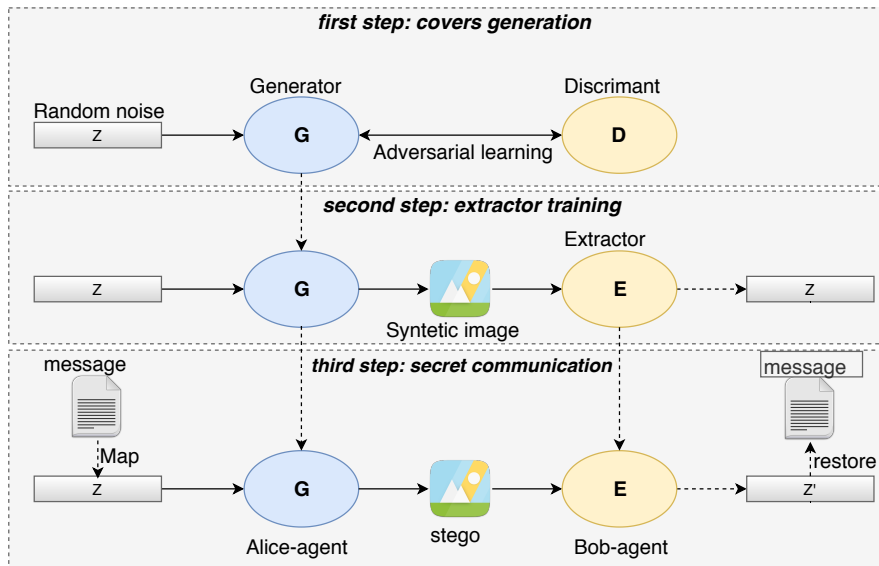 first step: covers generation
Generator
Discrimant
Random noise
z
G
D
Adversarial learning
second step: extractor training
Extractor
z
G
E
z
Syntetic image
third step: secret communication
message
message
Map
restore
z
G
E
z'
Alice-agent
stego
Bob-agent